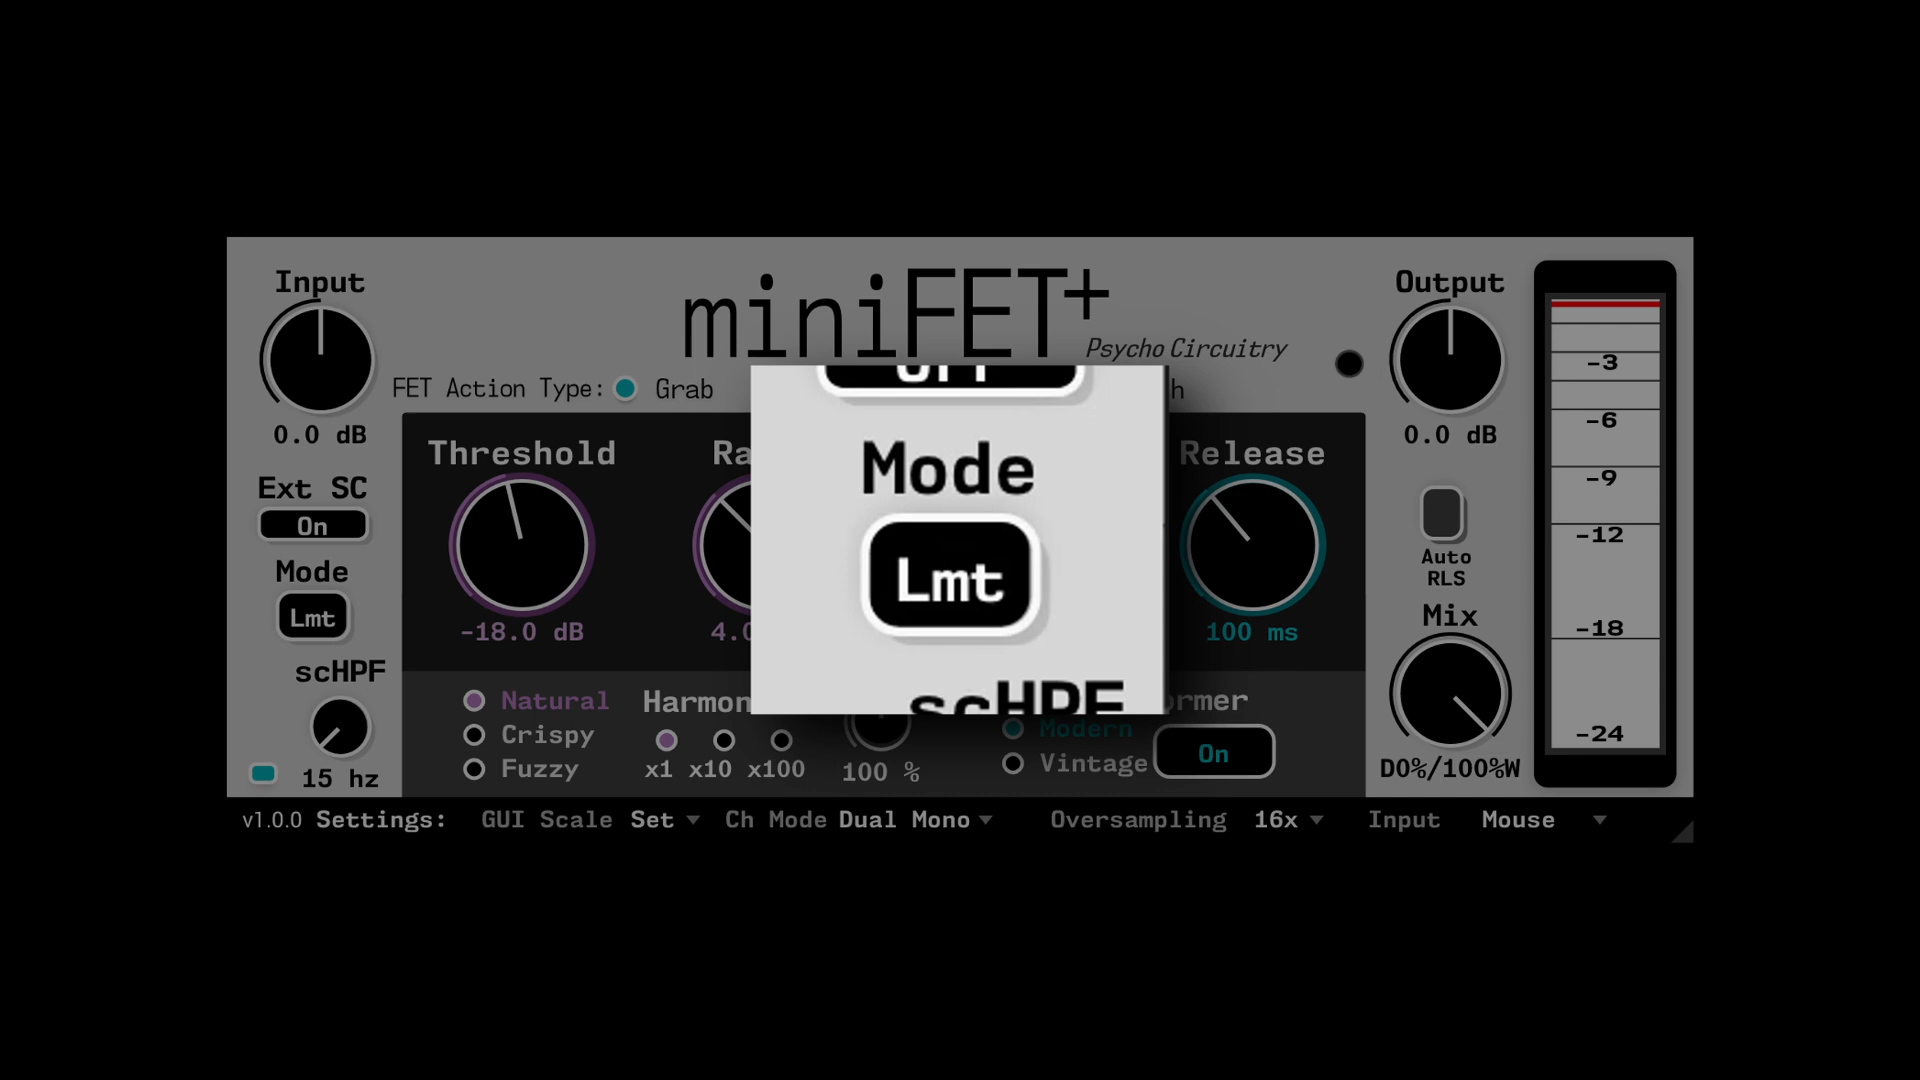 miniFET+
Psycho Circuitry
Input
0.0 dB
Ext SC
On
Mode
Lmt
scHPF
15 hz
FET Action Type: Grab
Threshold
-18.0 dB
Mode
Lmt
scHPF
Release
100 ms
Natural
Crispy
Fuzzy
x1 x10 x100
100 %
Modern
Vintage
On
Output
0.0 dB
Auto
RLS
Mix
D0%/100%W
-3
-6
-9
-12
-18
-24
v1.0.0 Settings: GUI Scale Set Ch Mode Dual Mono Oversampling 16x Input Mouse